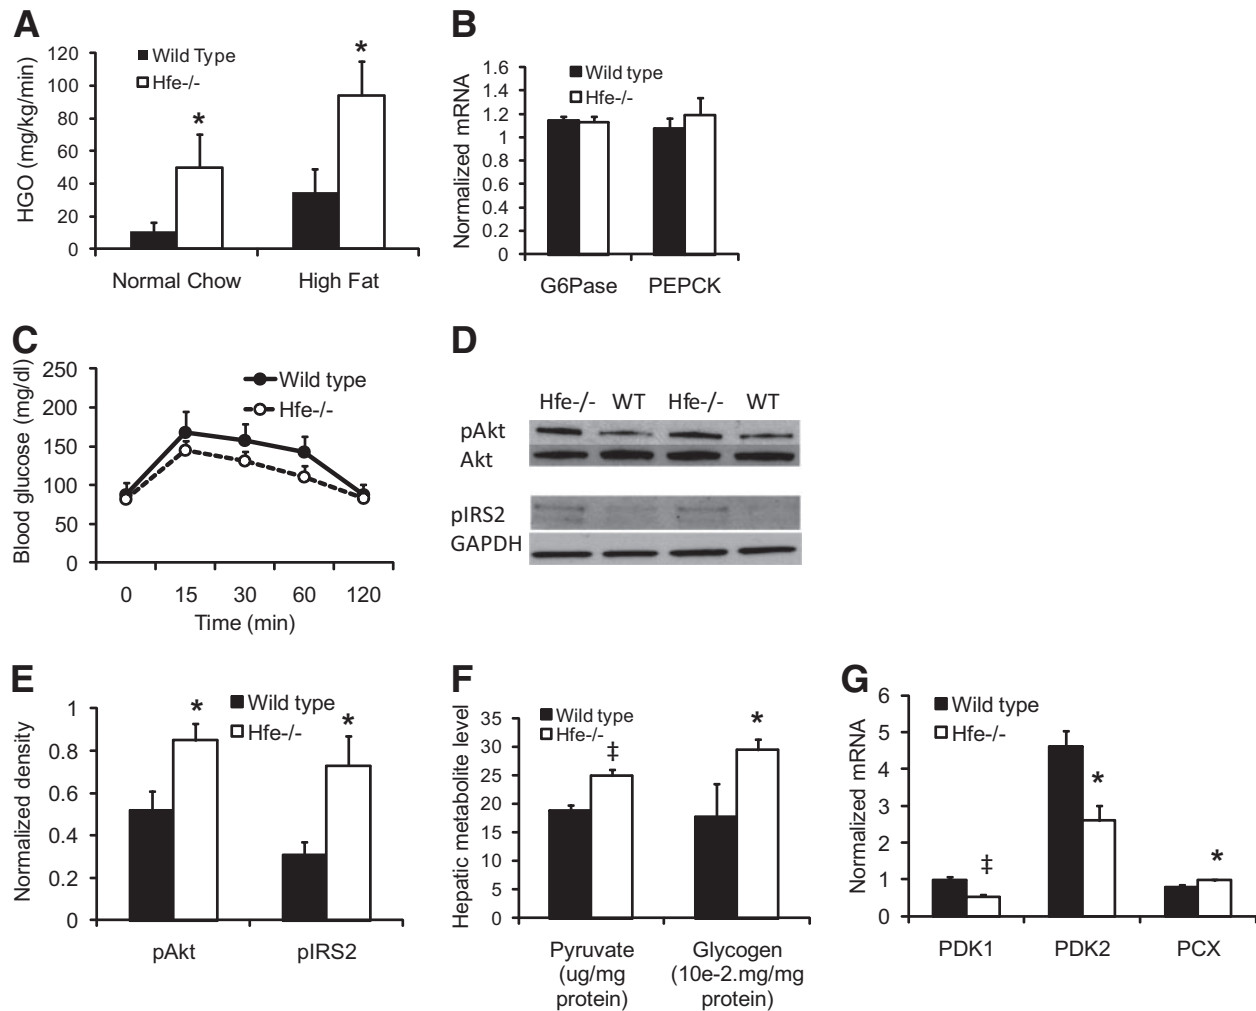 A
HGO (mg/kg/min)
120
100
80
60
40
20
0
Wild Type
Hfe-/-
*
*
Normal Chow
High Fat
B
Normalized mRNA
1.6
1.4
1.2
1
0.8
0.6
0.4
0.2
0
Wild type
Hfe-/-
G6Pase
PEPCK
C
Blood glucose (mg/dl)
250
200
150
100
50
0
Wild type
Hfe-/-
0 15 30 60 120
Time (min)
D
Hfe-/- WT Hfe-/- WT
pAkt
Akt
pIRS2
GAPDH
E
Normalized density
1
0.8
0.6
0.4
0.2
0
Wild type
Hfe-/-
*
*
pAkt
pIRS2
F
Hepatic metabolite level
35
30
25
20
15
10
5
0
Wild type
Hfe-/-
‡
*
Pyruvate
(ug/mg
protein)
Glycogen
(10e-2.mg/mg
protein)
G
Normalized mRNA
6
5
4
3
2
1
0
Wild type
Hfe-/-
‡
*
*
PDK1
PDK2
PCX